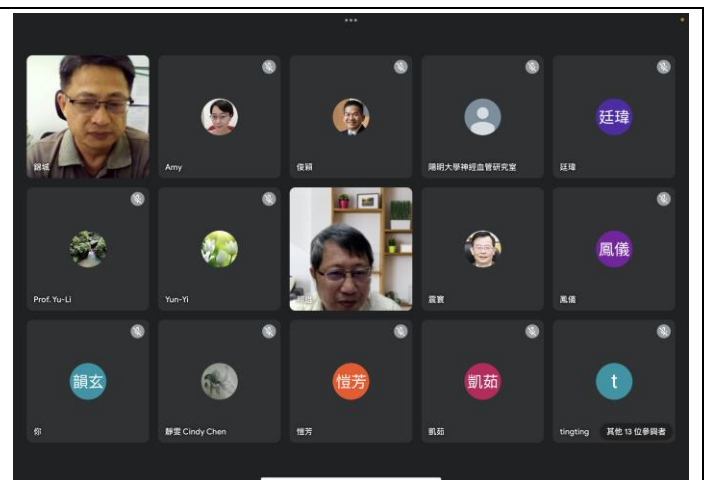 錦城
Amy
俊穎
陽明大學神經血管研究室
廷瑋
廷瑋
Prof. Yu-Li
Yun-Yi
震寰
鳳儀
鳳儀
韻玄
你
靜雯 Cindy Chen
愷芳
愷芳
凱茹
凱茹
t
tingting
其他 13 位參與者